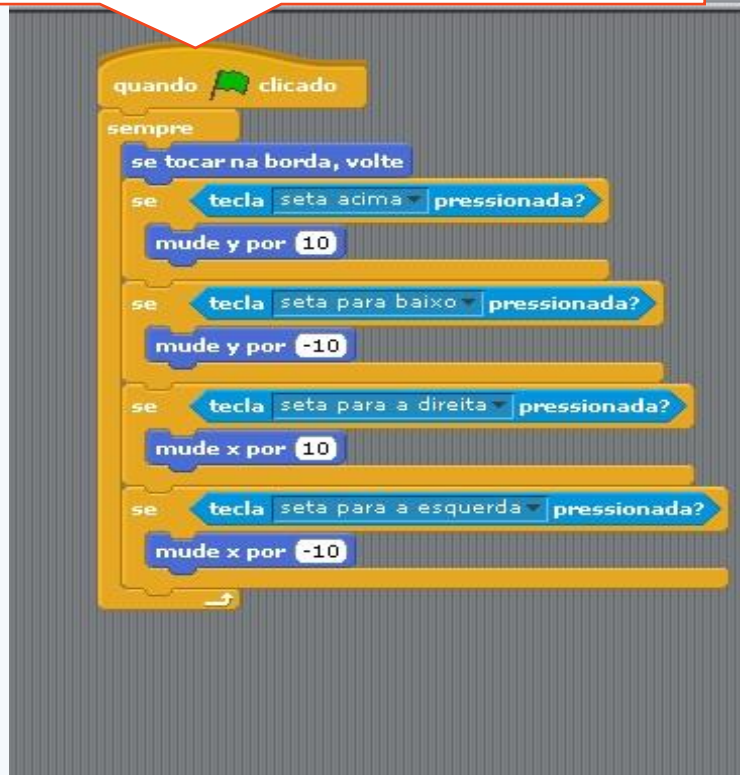 quando clicado
sempre
se tocar na borda, volte
se tecla seta acima pressionada?
mude y por 10
se tecla seta para baixo pressionada?
mude y por -10
se tecla seta para a direita pressionada?
mude x por 10
se tecla seta para a esquerda pressionada?
mude x por -10